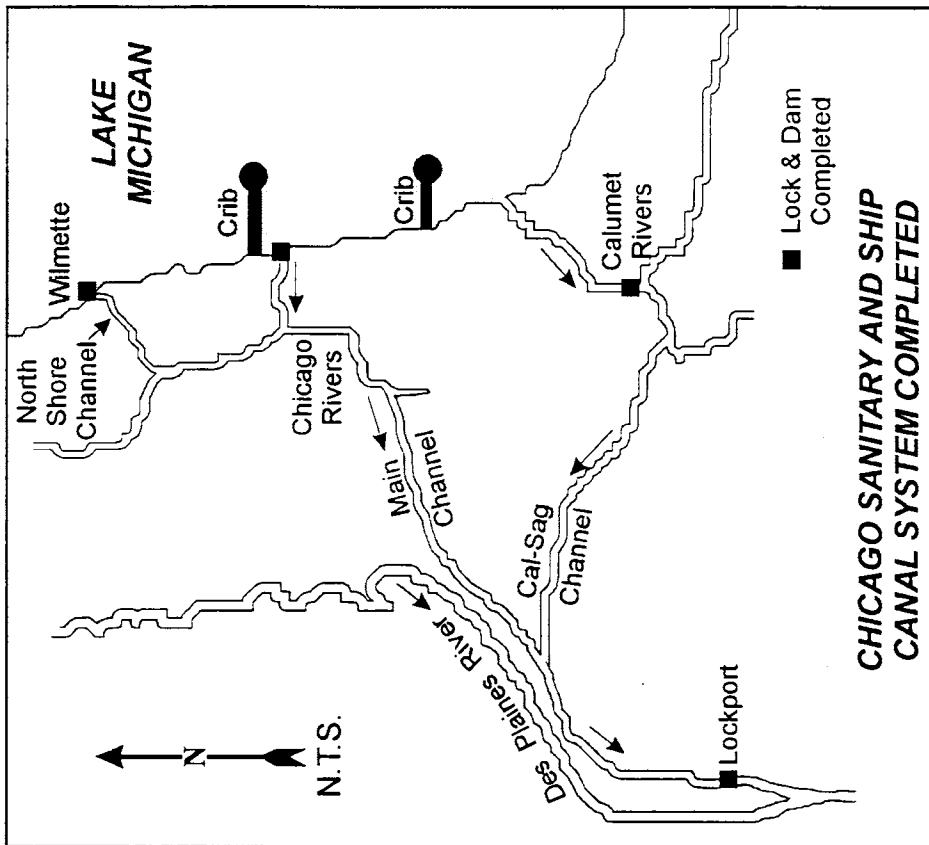 LAKE
MICHIGAN
Wilmette
North
Shore
Channel
Crib
Crib
Chicago
Rivers
Calumet
Rivers
Main
Channel
Cal-Sag
Channel
Des Plaines River
N
N.T.S.
Lockport
Lock & Dam
Completed
CHICAGO SANITARY AND SHIP
CANAL SYSTEM COMPLETED